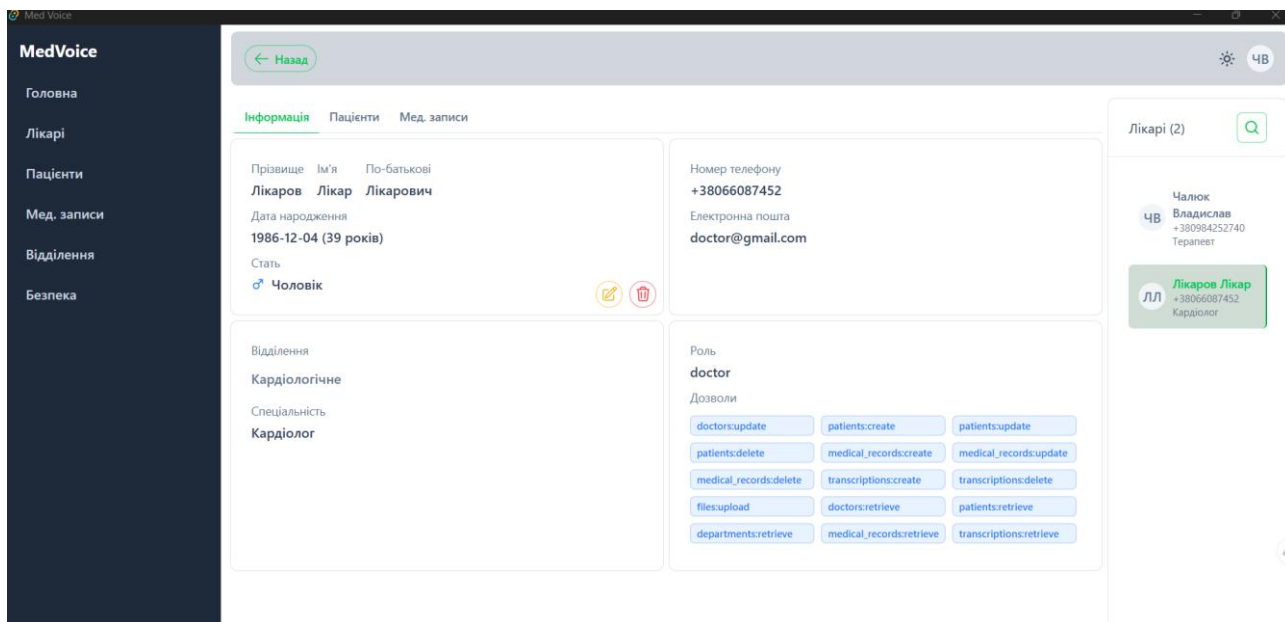 Med Voice
MedVoice
Головна
Лікарі
Пацієнти
Мед. записи
Відділення
Безпека
Назад
ЧВ
Інформація Пацієнти Мед. записи
Прізвище Ім'я По-батькові
Лікаров Лікар Лікарович
Дата народження
1986-12-04 (39 років)
Стать
Чоловік
Номер телефону
+38066087452
Електронна пошта
doctor@gmail.com
Відділення
Кардіологічне
Спеціальність
Кардіолог
Роль
doctor
Дозволи
doctors:update patients:create patients:update
patients:delete medical_records:create medical_records:update
medical_records:delete transcriptions:create transcriptions:delete
files:upload doctors:retrieve patients:retrieve
departments:retrieve medical_records:retrieve transcriptions:retrieve
Лікарі (2)
ЧВ
Чалюк
Владислав
+380984252740
Терапевт
ЛЛ
Лікаров Лікар
+38066087452
Кардіолог